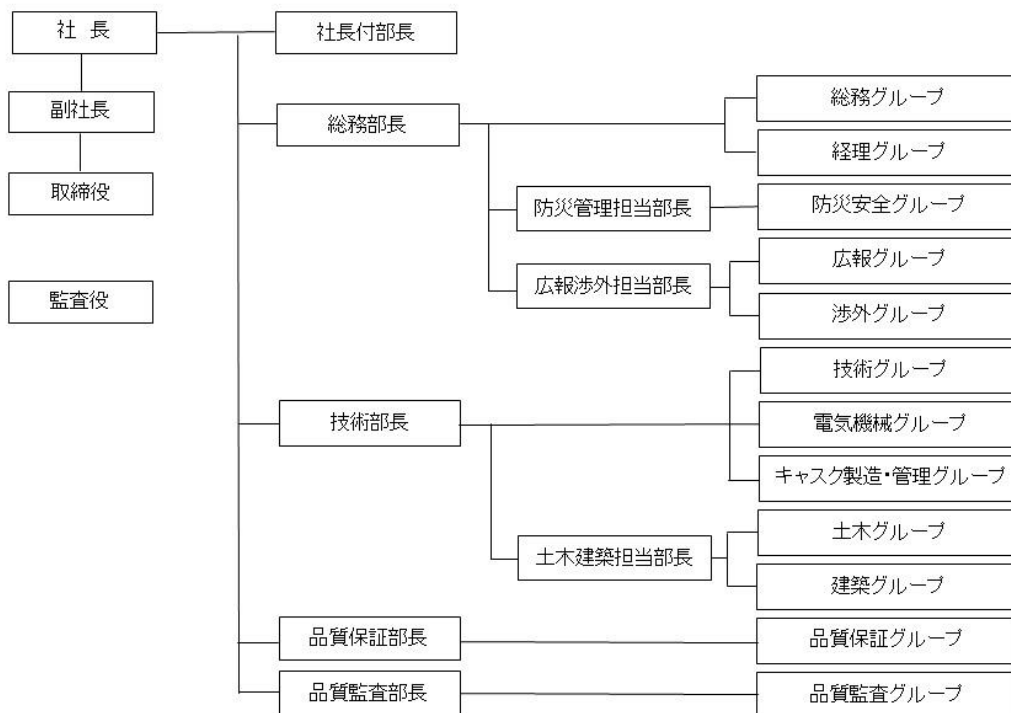 社 長
社長付部長
副社長
取締役
監査役
総務部長
総務グループ
経理グループ
防災管理担当部長
防災安全グループ
広報渉外担当部長
広報グループ
渉外グループ
技術部長
技術グループ
電気機械グループ
キャスク製造・管理グループ
土木建築担当部長
土木グループ
建築グループ
品質保証部長
品質保証グループ
品質監査部長
品質監査グループ